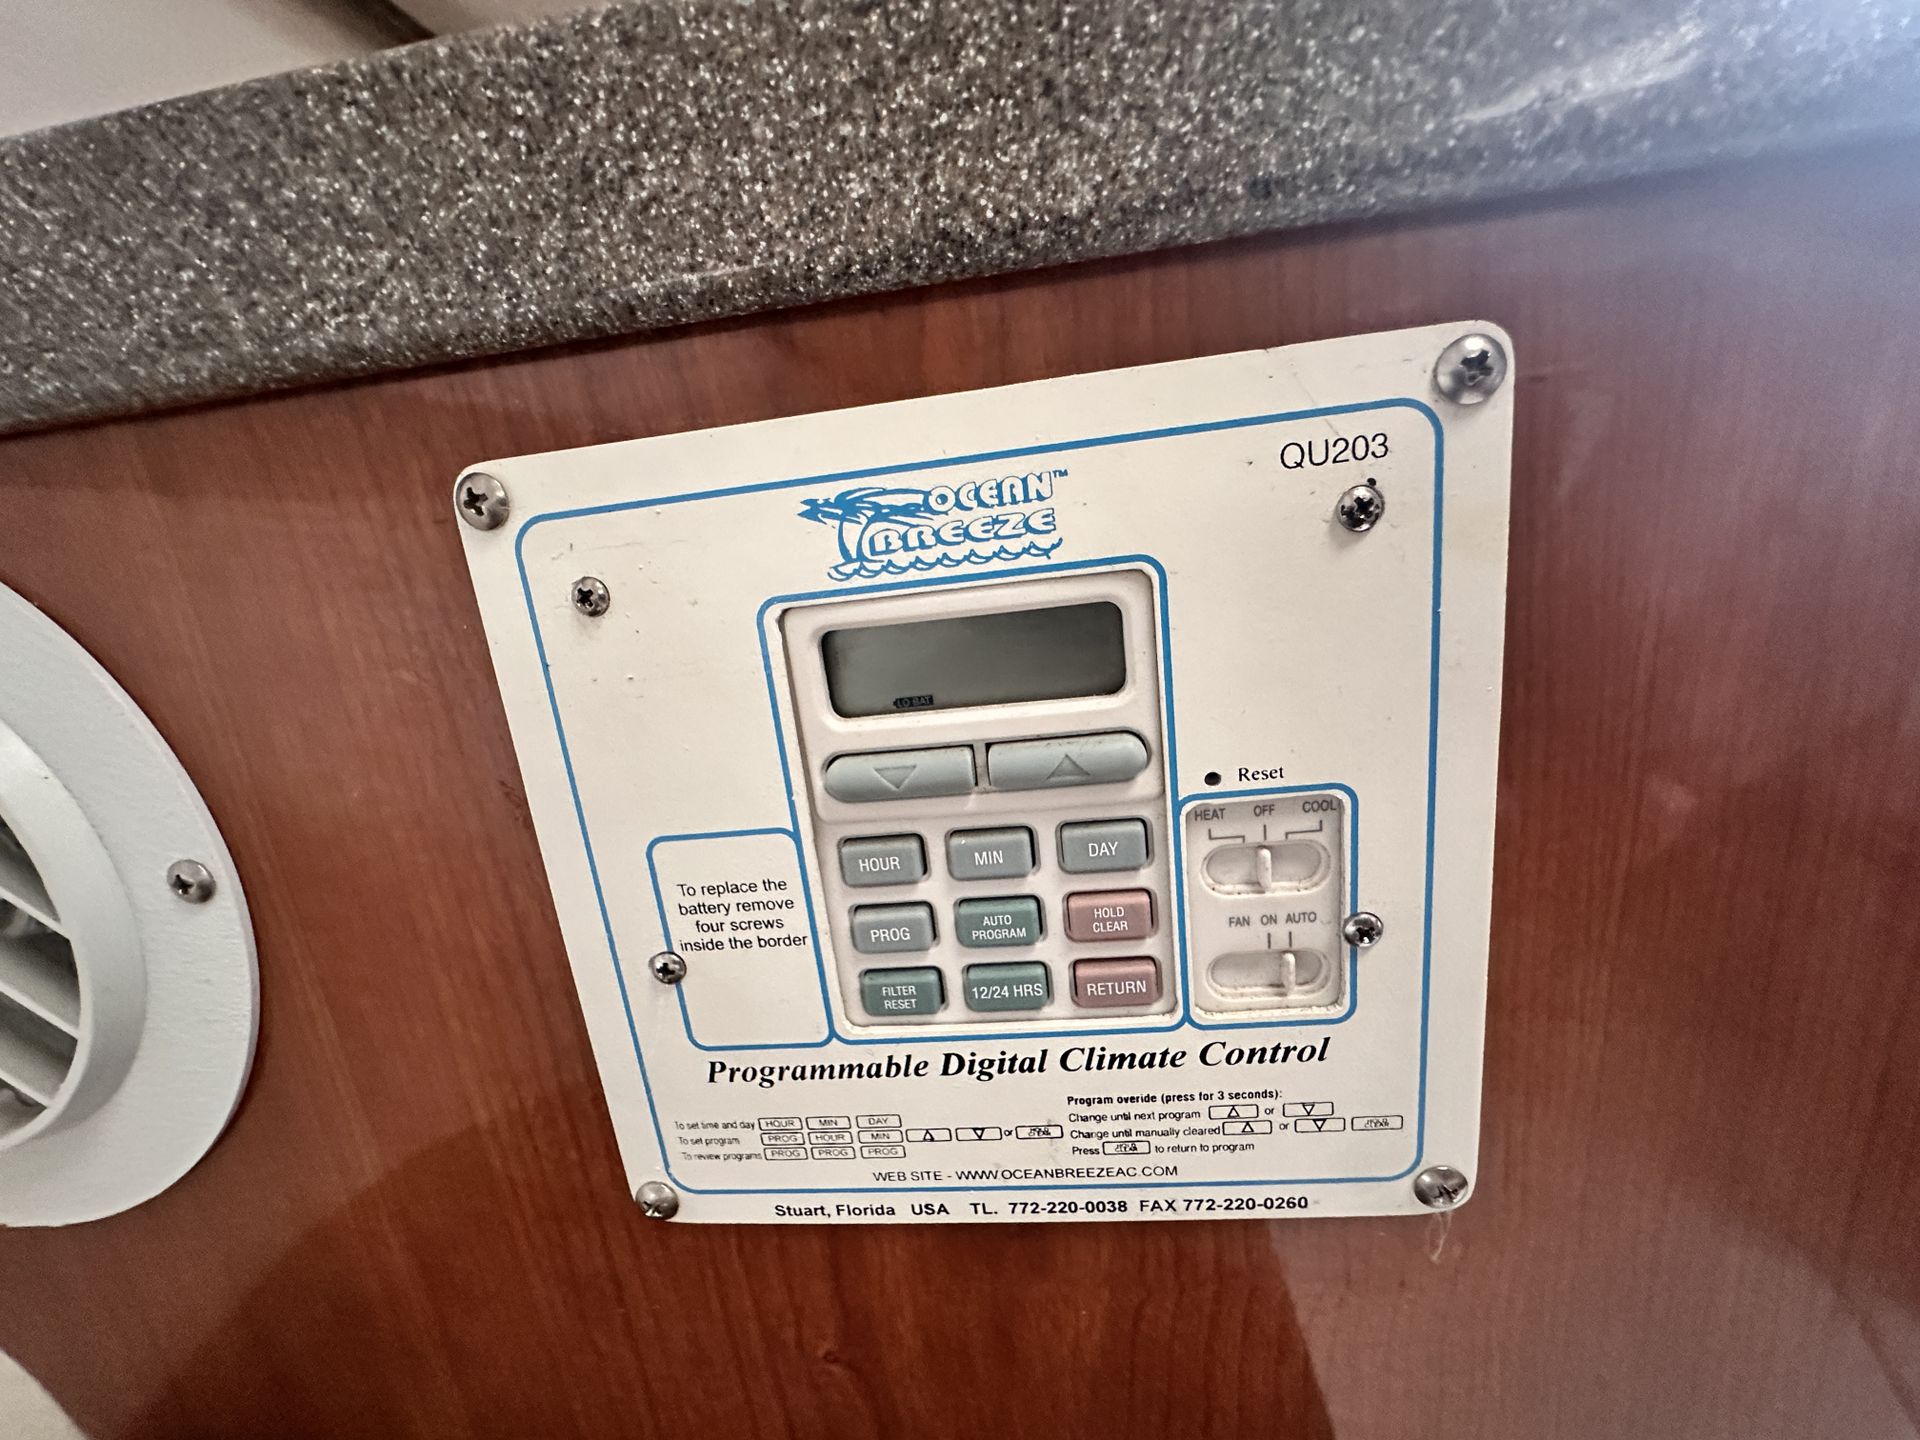 QU203
OCEAN™
BREEZE
LO BAT
Reset
HEAT OFF COOL
HOUR MIN DAY
To replace the
battery remove
four screws
inside the border
PROG AUTO PROGRAM HOLD CLEAR
FAN ON AUTO
FILTER RESET 12/24 HRS RETURN
Programmable Digital Climate Control
To set time and day HOUR MIN DAY
To set program PROG HOUR MIN or
To review programs PROG PROG PROG
Program overide (press for 3 seconds):
Change until next program or
Change until manually cleared or
Press to return to program
WEB SITE - WWW.OCEANBREEZEAC.COM
Stuart, Florida USA TL. 772-220-0038 FAX 772-220-0260